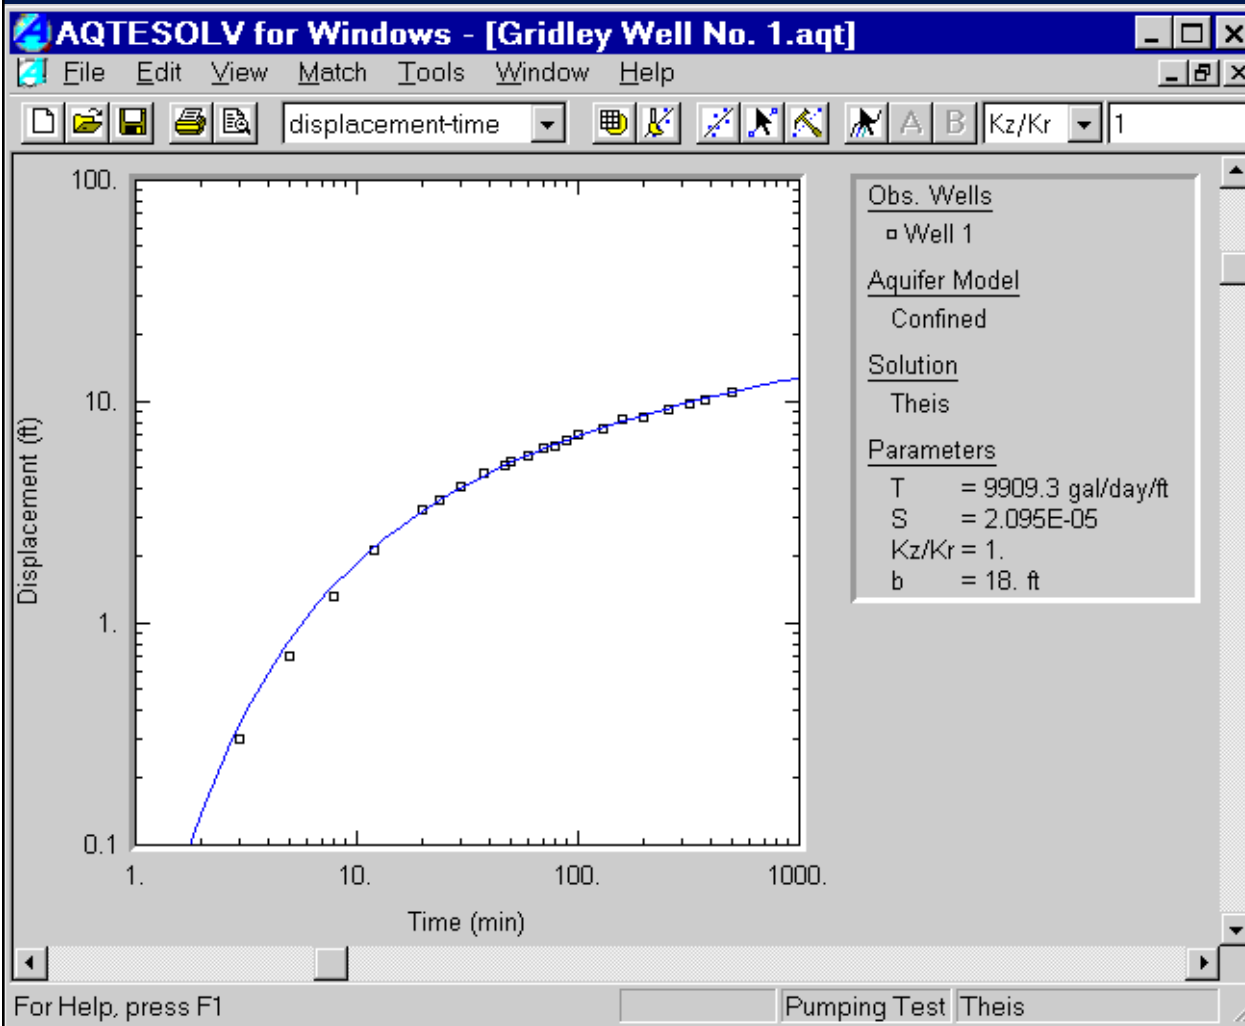 AQTESOLV for Windows - [Gridley Well No. 1.aqt]
File Edit View Match Tools Window Help
displacement-time A B Kz/Kr 1
100.
10.
1.
0.1
Displacement (ft)
1. 10. 100. 1000.
Time (min)
Obs. Wells
Well 1
Aquifer Model
Confined
Solution
Theis
Parameters
T = 9909.3 gal/day/ft
S = 2.095E-05
Kz/Kr = 1.
b = 18. ft
For Help, press F1 Pumping Test Theis